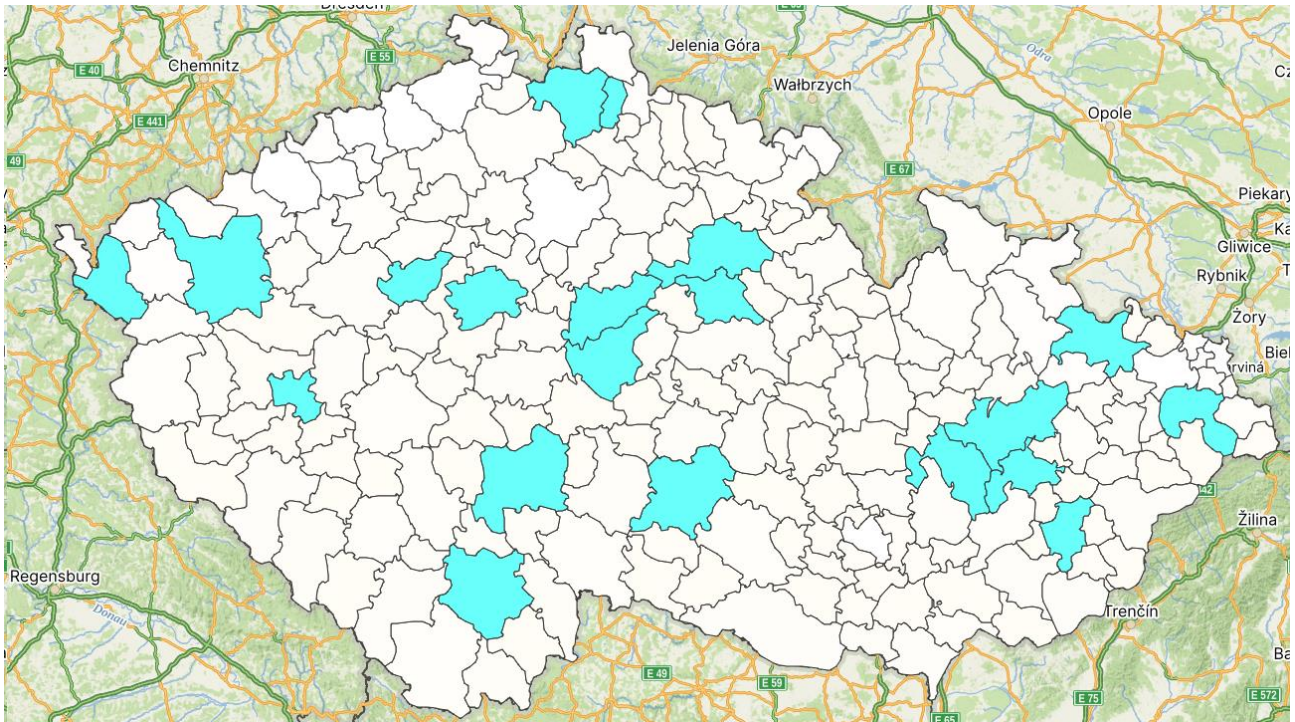 Dresden
E 55
Jelenia Góra
E 40
Chemnitz
Odra
Wałbrzych
Opole
E 441
49
E 67
Piekary
Gliwice
Rybnik
Żory
rviná
Žilina
Regensburg
Donau
Trenčín
E 49
E 59
E 75
E 572
E 65